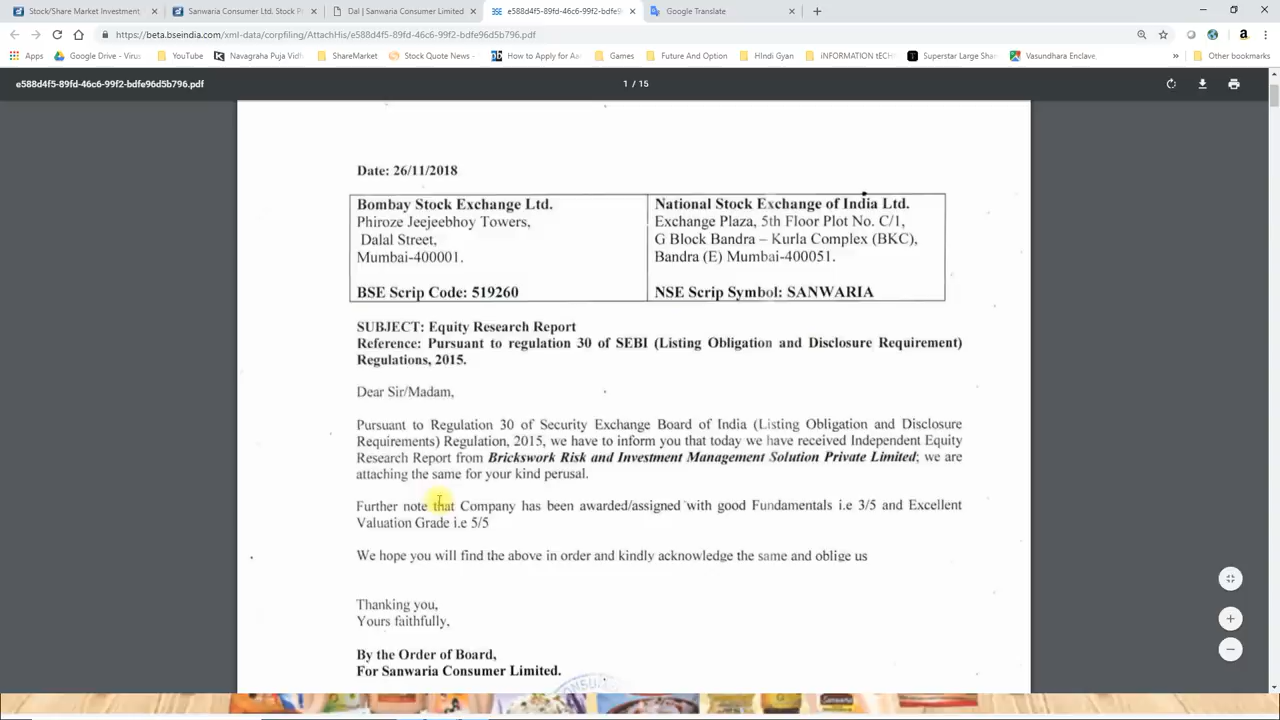 Stock/Share Market Investment,
Sanwaria Consumer Ltd. Stock P
Dal | Sanwaria Consumer Limited
e588d4f5-89fd-46c6-99f2-bdfe96d
Google Translate
https://beta.bseindia.com/xml-data/corpfiling/AttachHis/e588d4f5-89fd-46c6-99f2-bdfe96d5b796.pdf
Apps
Google Drive - Virus
YouTube
Navagraha Puja Vidh
ShareMarket
Stock Quote News -
How to Apply for Aa
Games
Future And Option
HIndi Gyan
iNFORMATION tECH
Superstar Large Sha
Vasundhara Enclave.
Other bookmarks
e588d4f5-89fd-46c6-99f2-bdfe96d5b796.pdf
1 / 15
Date: 26/11/2018
Bombay Stock Exchange Ltd.
Phiroze Jeejeebhoy Towers,
Dalal Street,
Mumbai-400001.
BSE Scrip Code: 519260
National Stock Exchange of India Ltd.
Exchange Plaza, 5th Floor Plot No. C/1,
G Block Bandra – Kurla Complex (BKC),
Bandra (E) Mumbai-400051.
NSE Scrip Symbol: SANWARIA
SUBJECT: Equity Research Report
Reference: Pursuant to regulation 30 of SEBI (Listing Obligation and Disclosure Requirement)
Regulations, 2015.
Dear Sir/Madam,
Pursuant to Regulation 30 of Security Exchange Board of India (Listing Obligation and Disclosure
Requirements) Regulation, 2015, we have to inform you that today we have received Independent Equity
Research Report from Brickswork Risk and Investment Management Solution Private Limited; we are
attaching the same for your kind perusal.
Further note that Company has been awarded/assigned with good Fundamentals i.e 3/5 and Excellent
Valuation Grade i.e 5/5
We hope you will find the above in order and kindly acknowledge the same and oblige us
Thanking you,
Yours faithfully,
By the Order of Board,
For Sanwaria Consumer Limited.